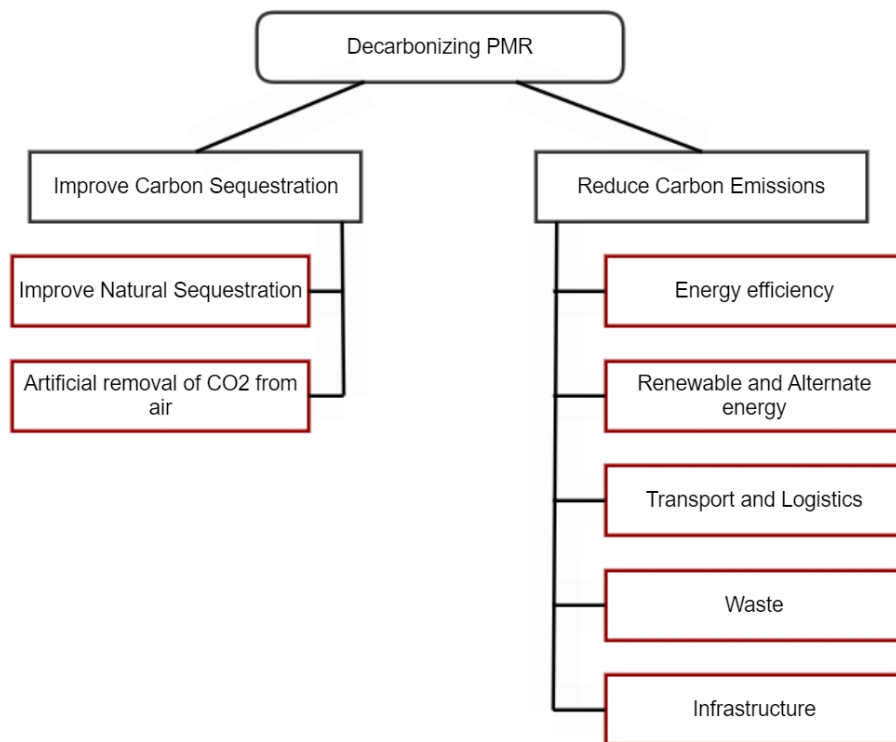 Decarbonizing PMR
Improve Carbon Sequestration
Reduce Carbon Emissions
Improve Natural Sequestration
Artificial removal of CO2 from
air
Energy efficiency
Renewable and Alternate
energy
Transport and Logistics
Waste
Infrastructure